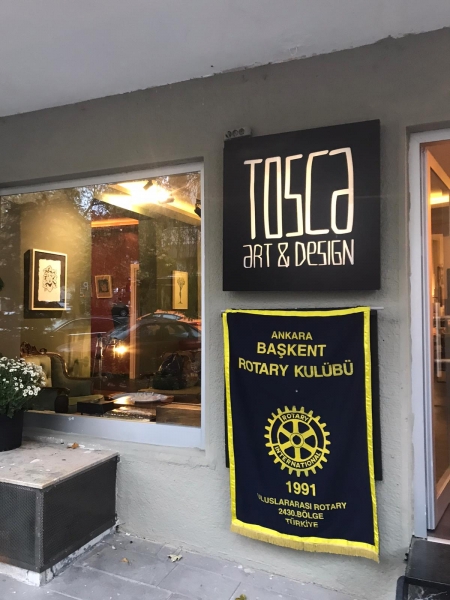 TOSCA
ART & DESIGN
ANKARA
BAŞKENT
ROTARY KULÜBÜ
ROTARY
INTERNATIONAL
1991
ULUSLARARASI ROTARY
2430.BÖLGE
TÜRKİYE